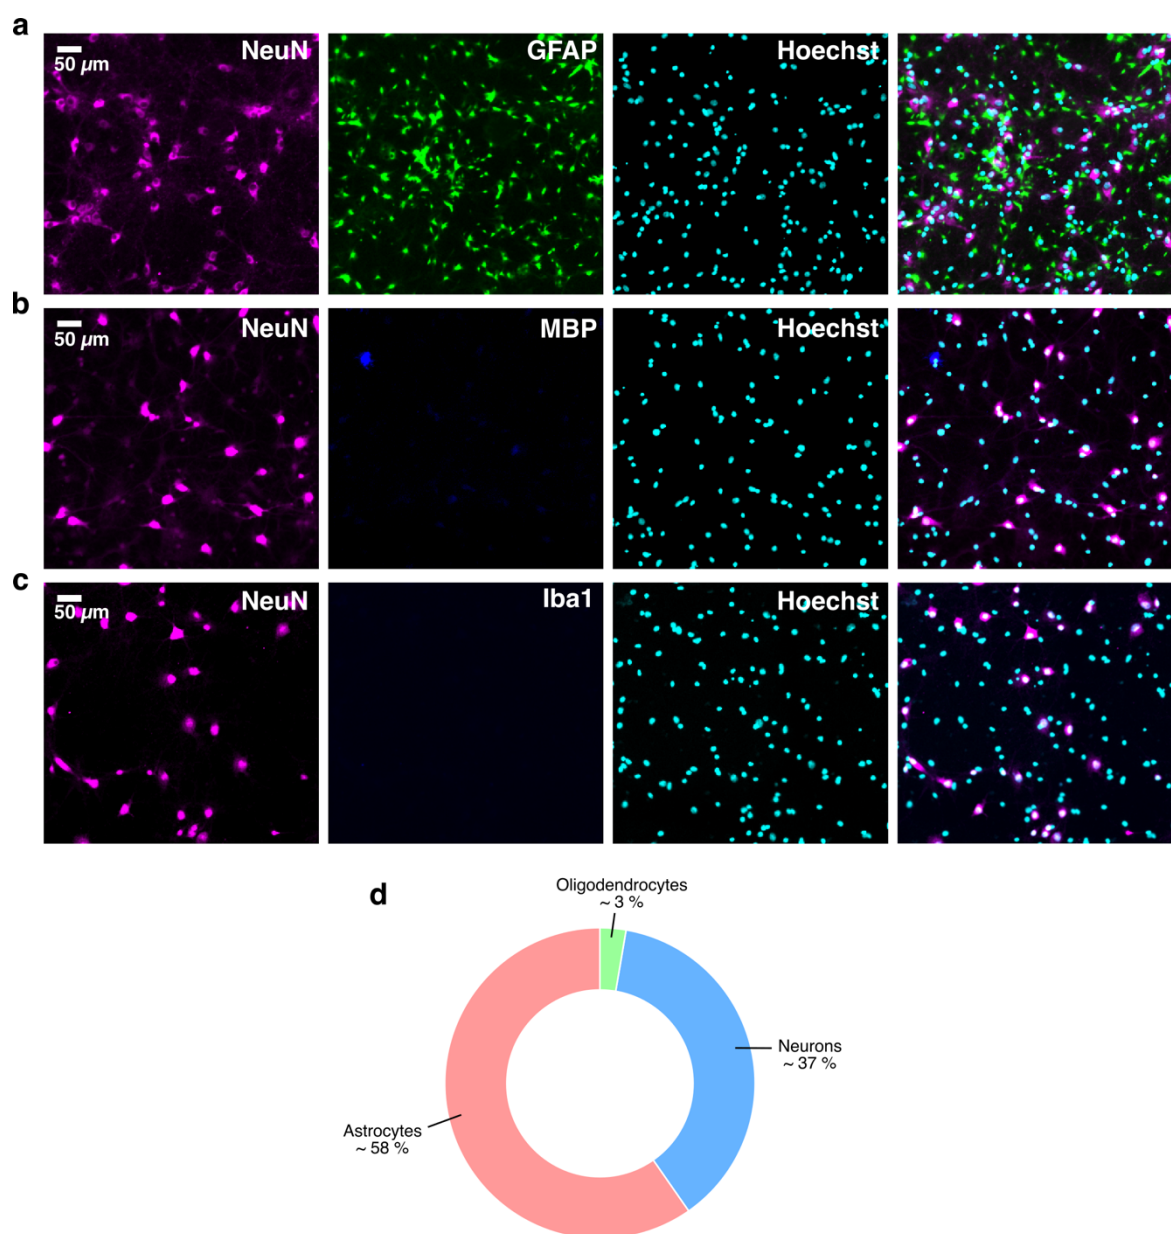 a
NeuN
GFAP
Hoechst
50 µm
b
NeuN
MBP
Hoechst
50 µm
c
NeuN
Iba1
Hoechst
50 µm
d
Oligodendrocytes
~ 3 %
Neurons
~ 37 %
Astrocytes
~ 58 %